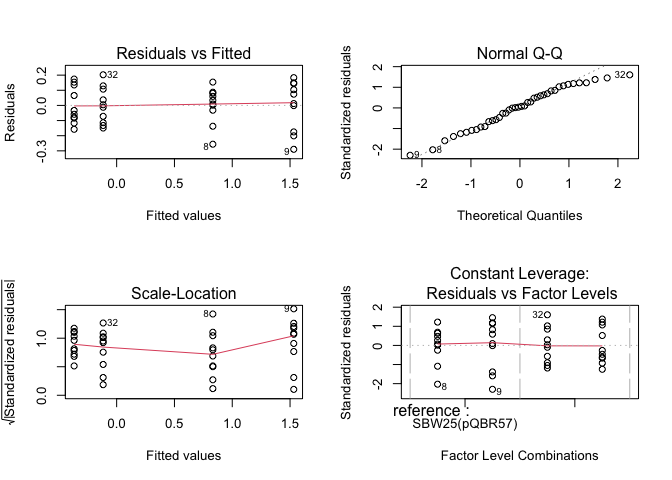 Residuals vs Fitted
Residuals
0.2
0.0
-0.3
32
8
9
0.0 0.5 1.0 1.5
Fitted values
Normal Q-Q
Standardized residuals
2
1
0
-2
32
8
9
-2 -1 0 1 2
Theoretical Quantiles
Scale-Location
√|Standardized residuals|
1.0
0.0
32
8
9
0.0 0.5 1.0 1.5
Fitted values
Constant Leverage:
Residuals vs Factor Levels
Standardized residuals
2
1
0
-2
32
8
9
reference :
SBW25(pQBR57)
Factor Level Combinations